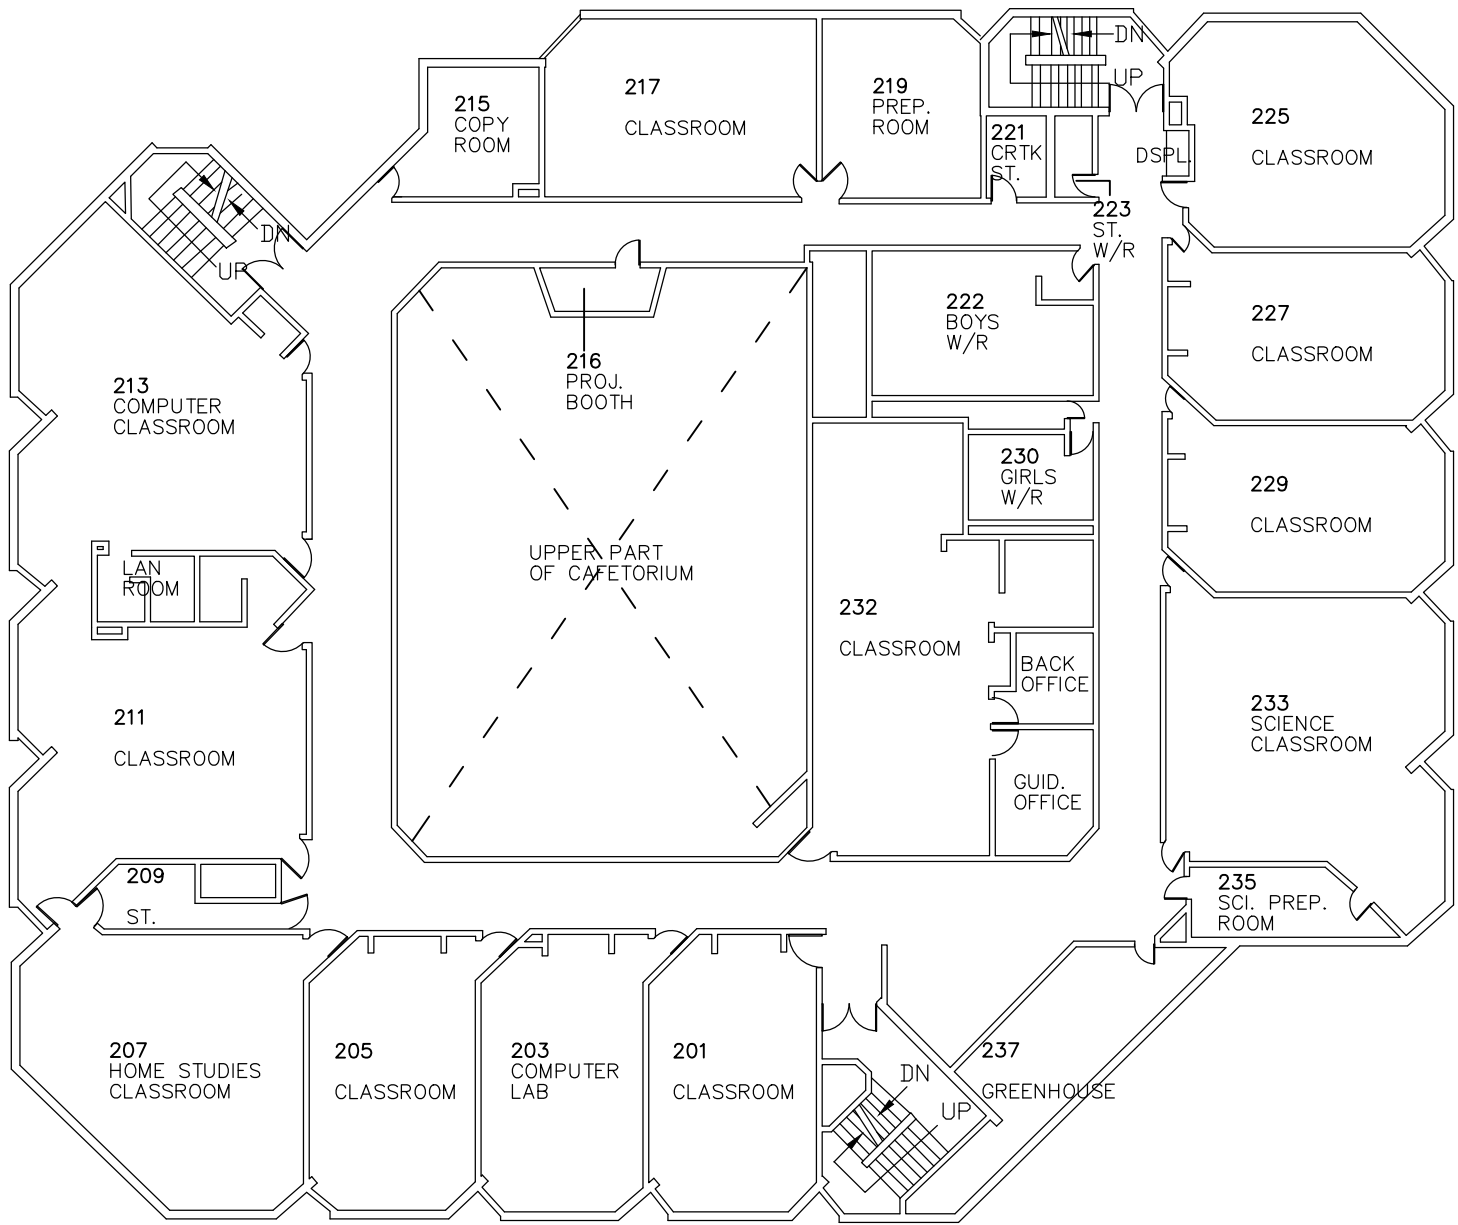 DN
UP
217
CLASSROOM
219
PREP.
ROOM
215
COPY
ROOM
221
CRTK
ST.
DSPL.
225
CLASSROOM
223
ST.
W/R
DN
UP
222
BOYS
W/R
227
CLASSROOM
216
PROJ.
BOOTH
213
COMPUTER
CLASSROOM
230
GIRLS
W/R
229
CLASSROOM
UPPER PART
OF CAFETORIUM
LAN
ROOM
232
CLASSROOM
BACK
OFFICE
233
SCIENCE
CLASSROOM
211
CLASSROOM
GUID.
OFFICE
209
ST.
235
SCI. PREP.
ROOM
207
HOME STUDIES
CLASSROOM
205
CLASSROOM
203
COMPUTER
LAB
201
CLASSROOM
237
GREENHOUSE
DN
UP